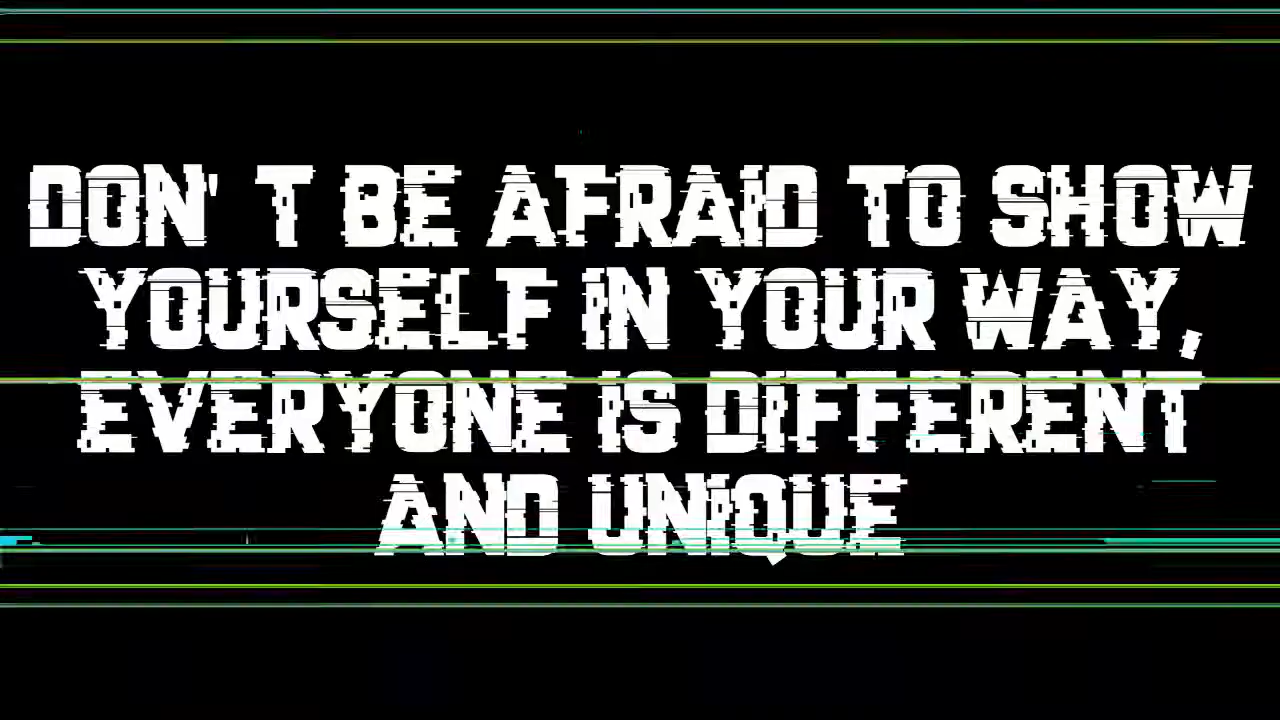 DON'T BE AFRAID TO SHOW
YOURSELF IN YOUR WAY,
EVERYONE IS DIFFERENT
AND UNIQUE